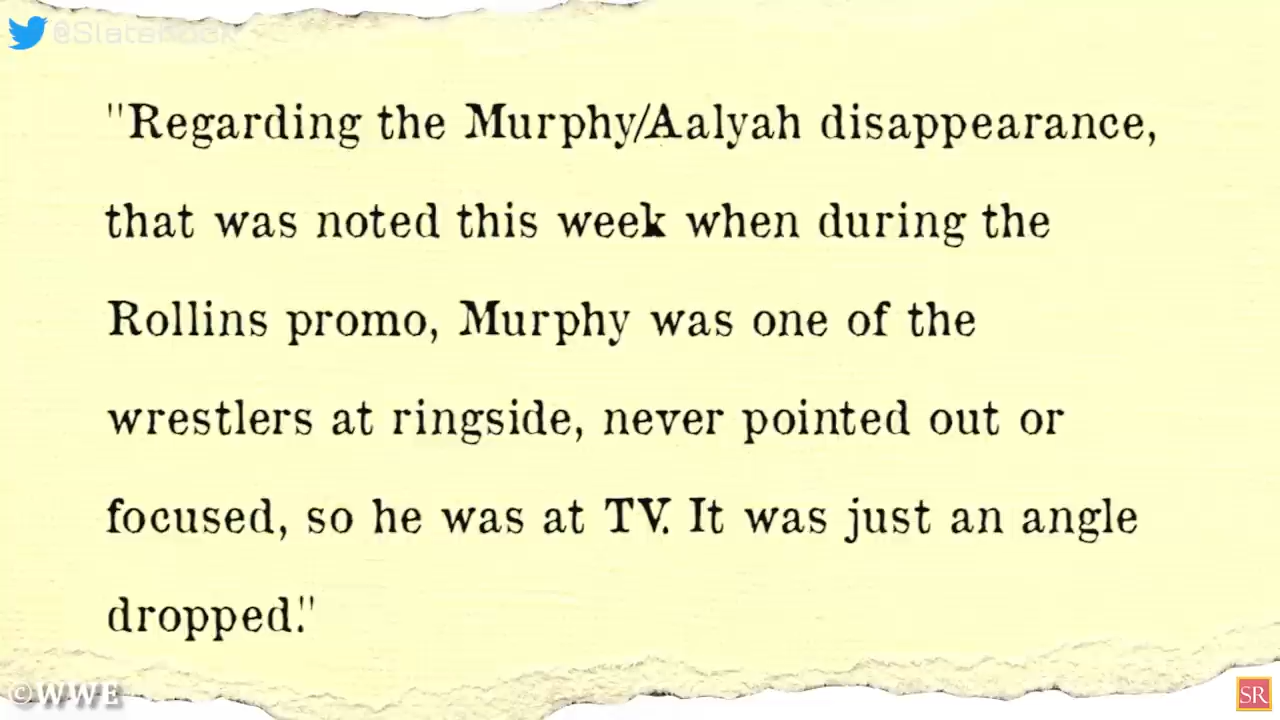 "Regarding the Murphy/Aalyah disappearance,
that was noted this week when during the
Rollins promo, Murphy was one of the
wrestlers at ringside, never pointed out or
focused, so he was at TV. It was just an angle
dropped."
©WWE
SR